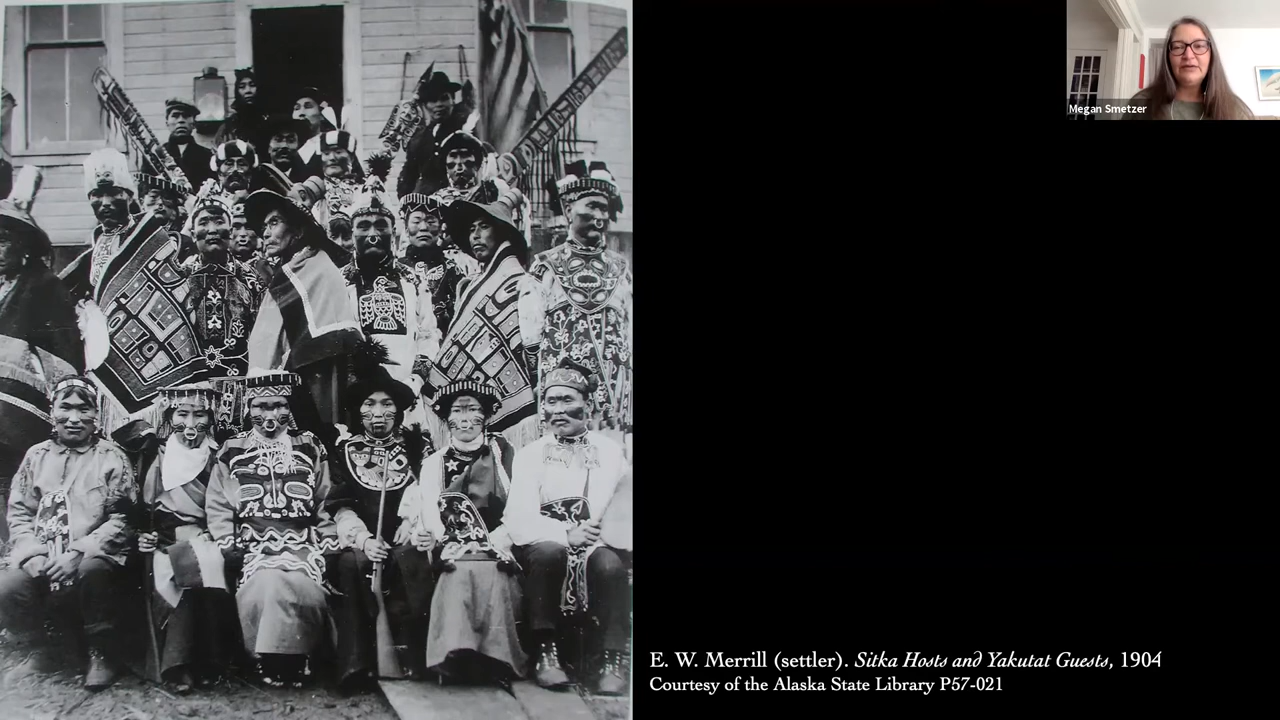 Megan Smetzer
E. W. Merrill (settler). Sitka Hosts and Yakutat Guests, 1904
Courtesy of the Alaska State Library P57-021